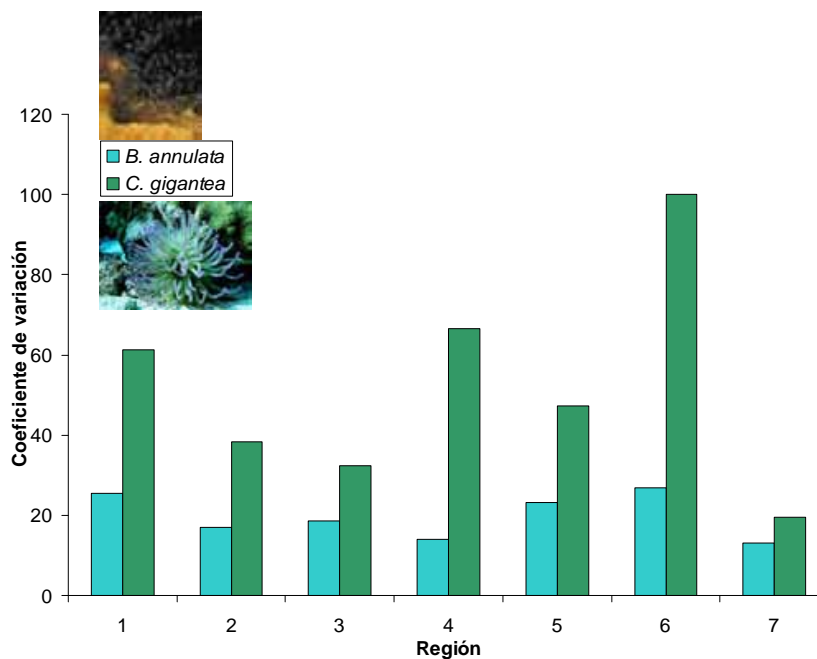 120
100
80
60
40
20
0
Coeficiente de variación
B. annulata
C. gigantea
1 2 3 4 5 6 7
Región